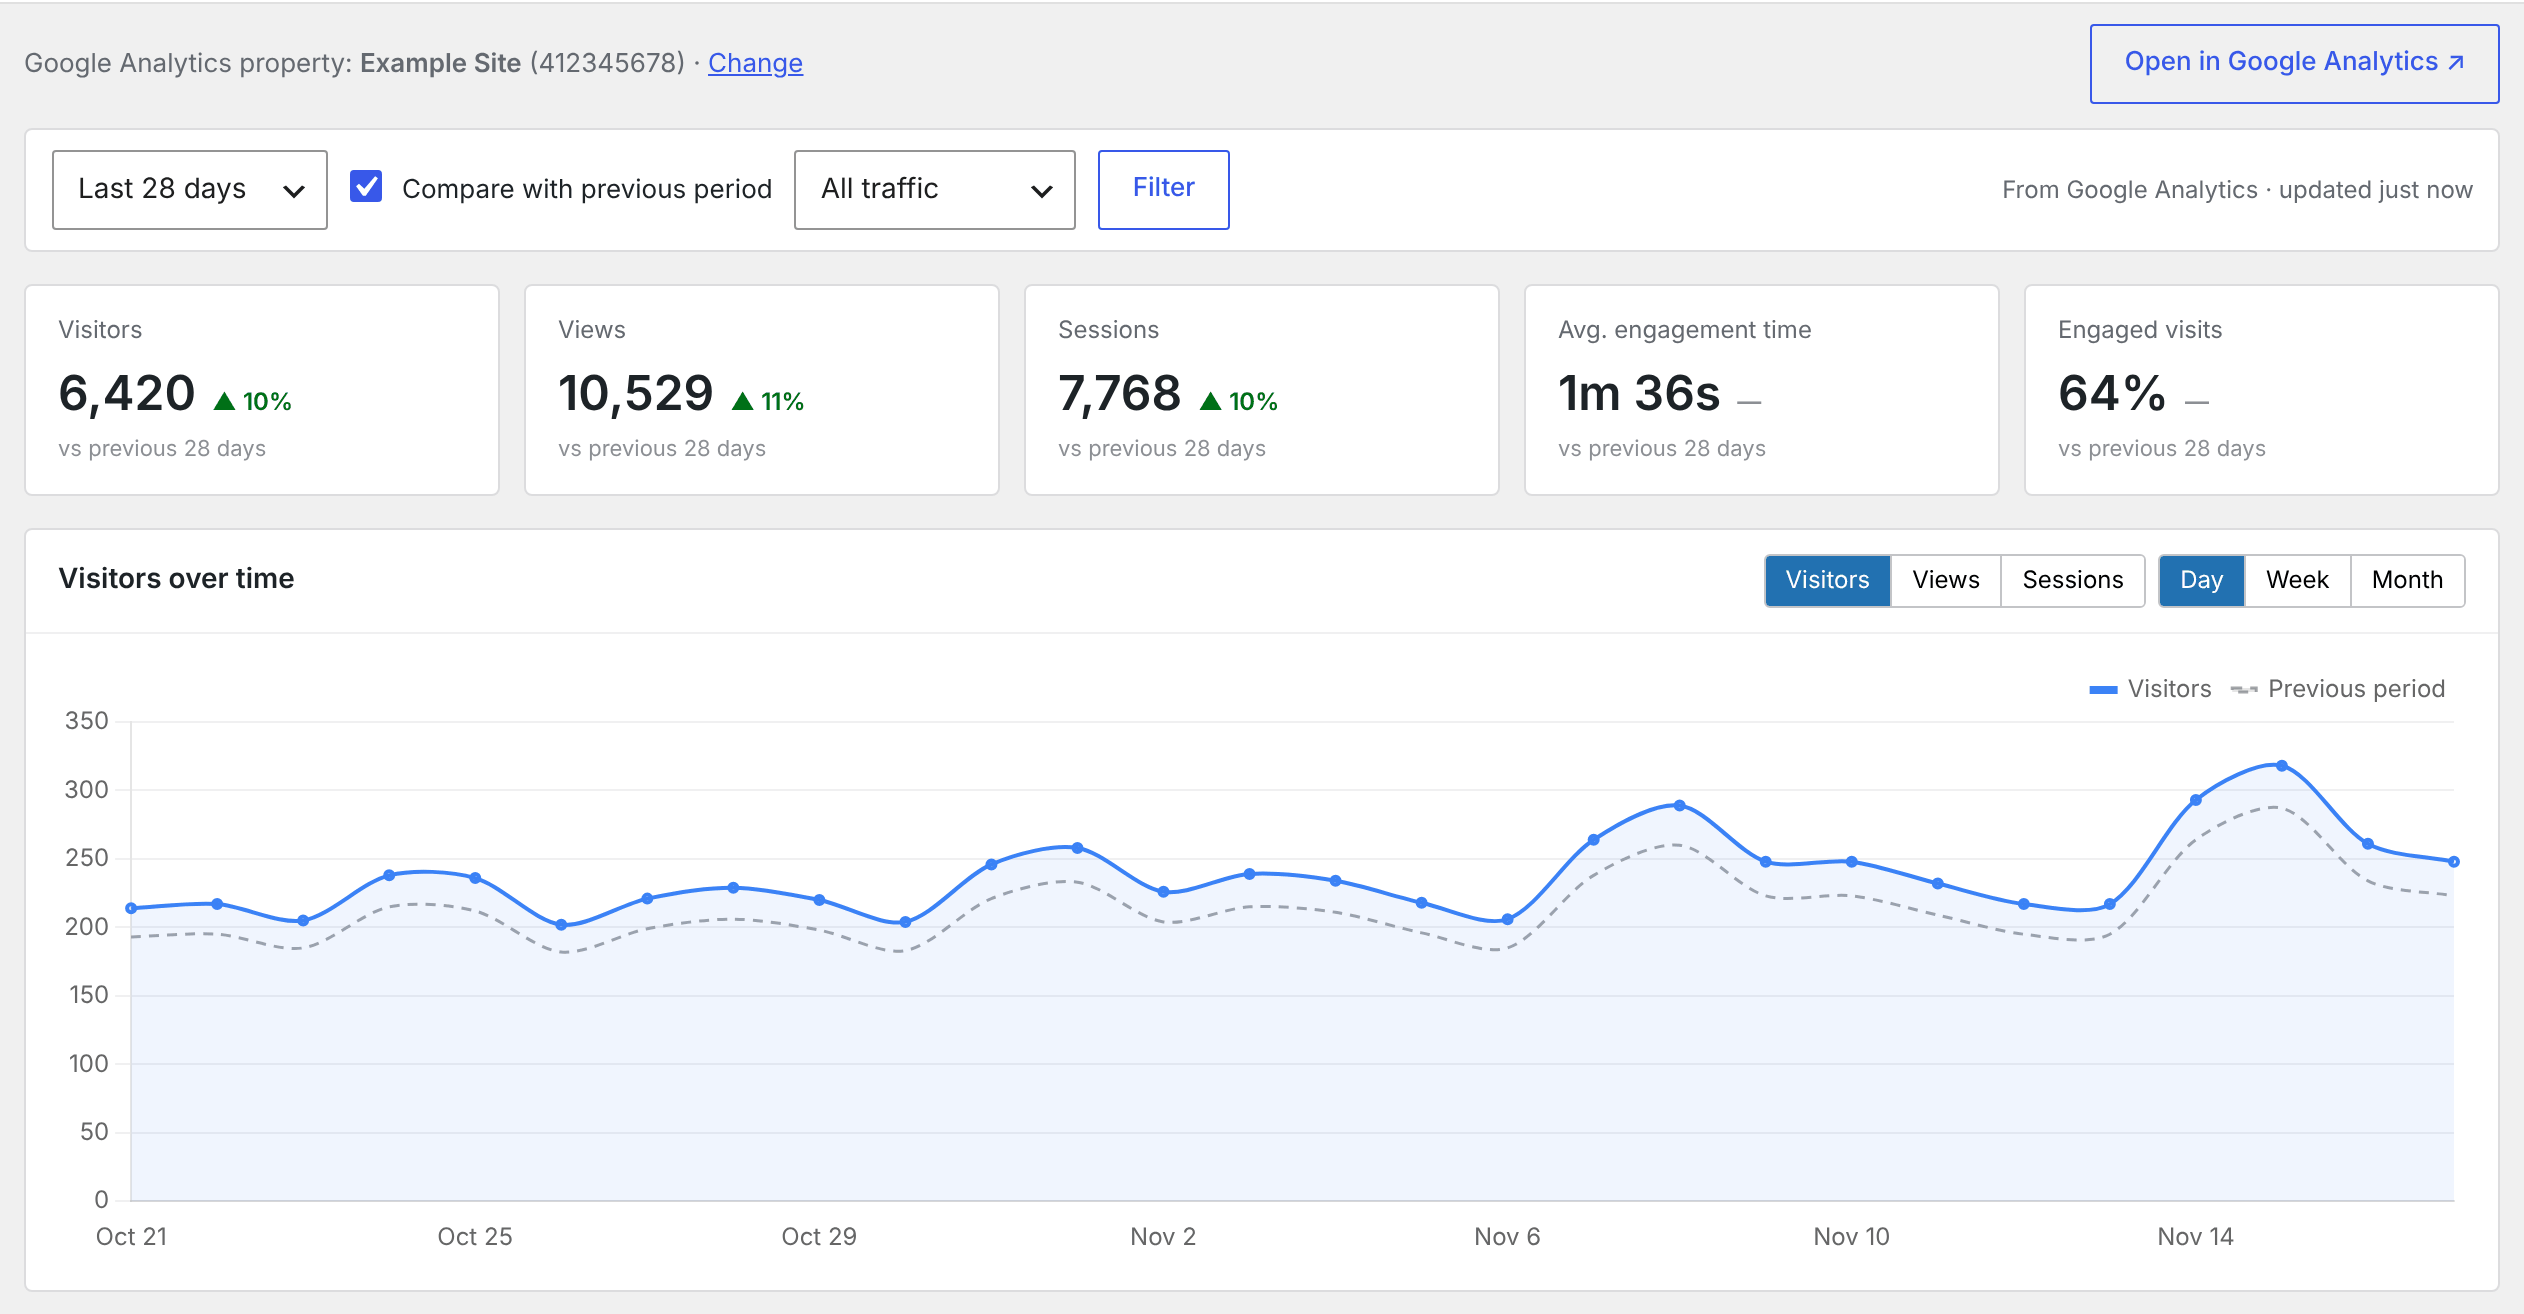 Google Analytics property: Example Site (412345678) · Change
Open in Google Analytics ↗
Last 28 days
Compare with previous period
All traffic
Filter
From Google Analytics · updated just now
Visitors
6,420 ▲ 10%
vs previous 28 days
Views
10,529 ▲ 11%
vs previous 28 days
Sessions
7,768 ▲ 10%
vs previous 28 days
Avg. engagement time
1m 36s —
vs previous 28 days
Engaged visits
64% —
vs previous 28 days
Visitors over time
Visitors Views Sessions
Day Week Month
Visitors Previous period
350
300
250
200
150
100
50
0
Oct 21 Oct 25 Oct 29 Nov 2 Nov 6 Nov 10 Nov 14